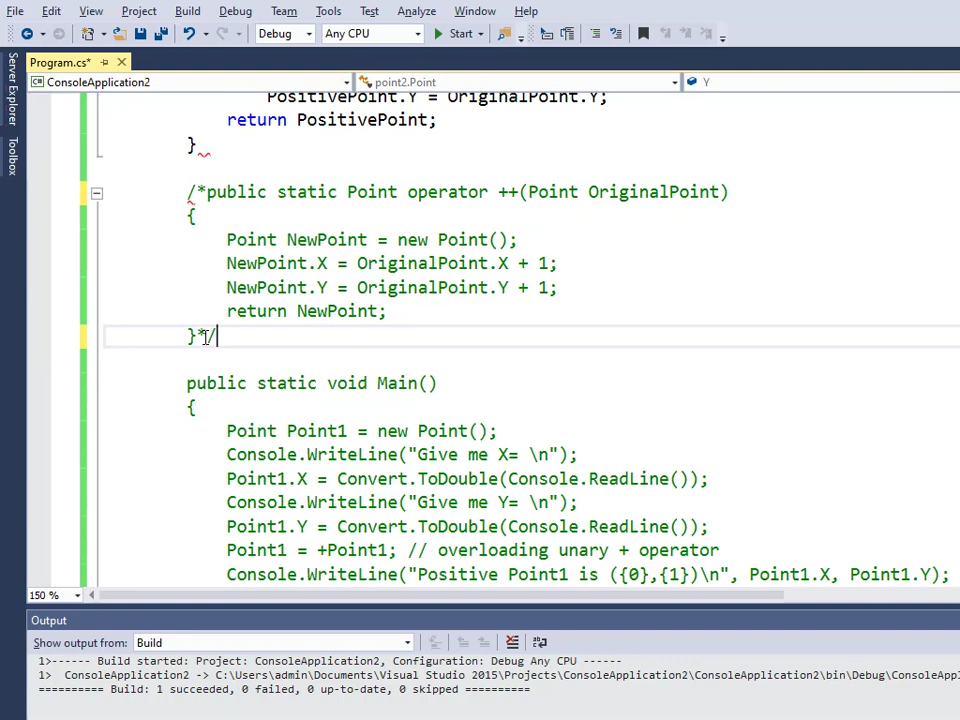 File Edit View Project Build Debug Team Tools Test Analyze Window Help
Debug Any CPU Start
Program.cs*
ConsoleApplication2 point2.Point Y
Server Explorer
Toolbox
PositivePoint.Y = OriginalPoint.Y;
return PositivePoint;
}
/*public static Point operator ++(Point OriginalPoint)
{
Point NewPoint = new Point();
NewPoint.X = OriginalPoint.X + 1;
NewPoint.Y = OriginalPoint.Y + 1;
return NewPoint;
}*/
public static void Main()
{
Point Point1 = new Point();
Console.WriteLine("Give me X= \n");
Point1.X = Convert.ToDouble(Console.ReadLine());
Console.WriteLine("Give me Y= \n");
Point1.Y = Convert.ToDouble(Console.ReadLine());
Point1 = +Point1; // overloading unary + operator
Console.WriteLine("Positive Point1 is ({0},{1})\n", Point1.X, Point1.Y);
150 %
Output
Show output from: Build
1>------ Build started: Project: ConsoleApplication2, Configuration: Debug Any CPU ------
1> ConsoleApplication2 -> C:\Users\admin\Documents\Visual Studio 2015\Projects\ConsoleApplication2\ConsoleApplication2\bin\Debug\ConsoleAppl
========== Build: 1 succeeded, 0 failed, 0 up-to-date, 0 skipped ==========